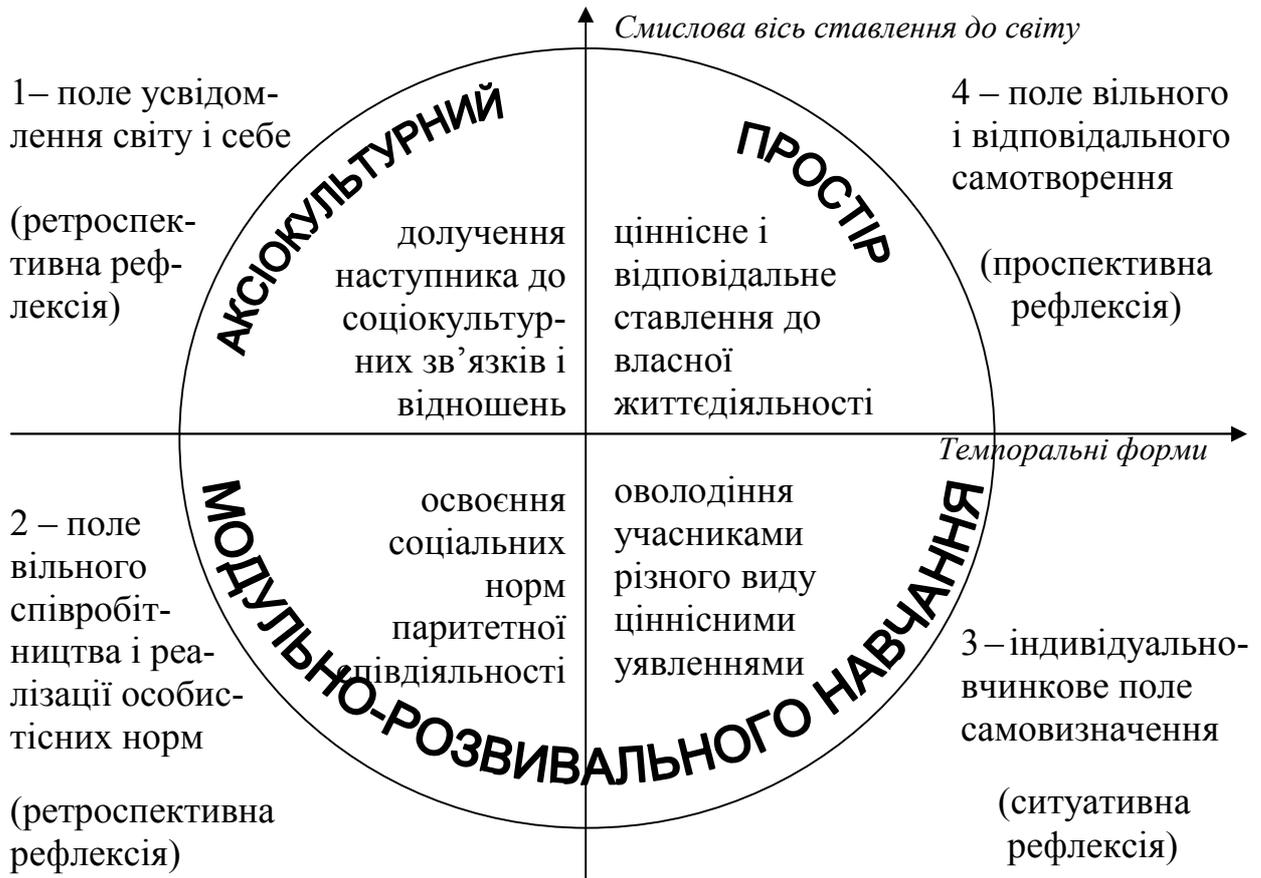 Смислова вісь ставлення до світу
1– поле усвідом-
лення світу і себе
(ретроспек-
тивна реф-
лексія)
АКСІОКУЛЬТУРНИЙ
ПРОСТІР
4 – поле вільного
і відповідального
самотворення
(проспективна
рефлексія)
долучення
наступника до
соціокультур-
них зв’язків і
відношень
ціннісне і
відповідальне
ставлення до
власної
життєдіяльності
Темпоральні форми
2 – поле
вільного
співробіт-
ництва і реа-
лізації особис-
тісних норм
(ретроспективна
рефлексія)
освоєння
соціальних
норм
паритетної
співдіяльності
оволодіння
учасниками
різного виду
ціннісними
уявленнями
МОДУЛЬНО-РОЗВИВАЛЬНОГО НАВЧАННЯ
3 – індивідуально-
вчинкове поле
самовизначення
(ситуативна
рефлексія)